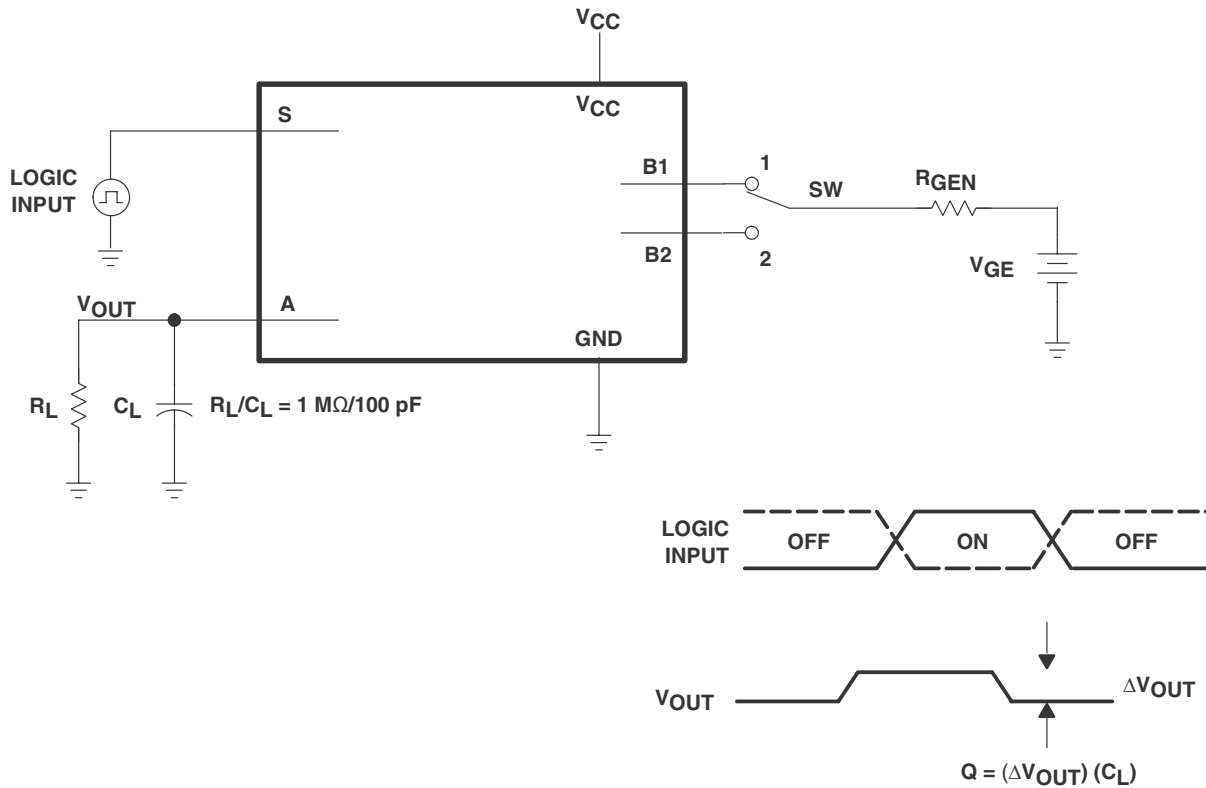 VCC
VCC
S
LOGIC
INPUT
B1
1
SW
RGEN
B2
2
VGE
VOUT
A
GND
RL
CL
RL/CL = 1 MΩ/100 pF
LOGIC
INPUT
OFF
ON
OFF
VOUT
ΔVOUT
Q = (ΔVOUT) (CL)